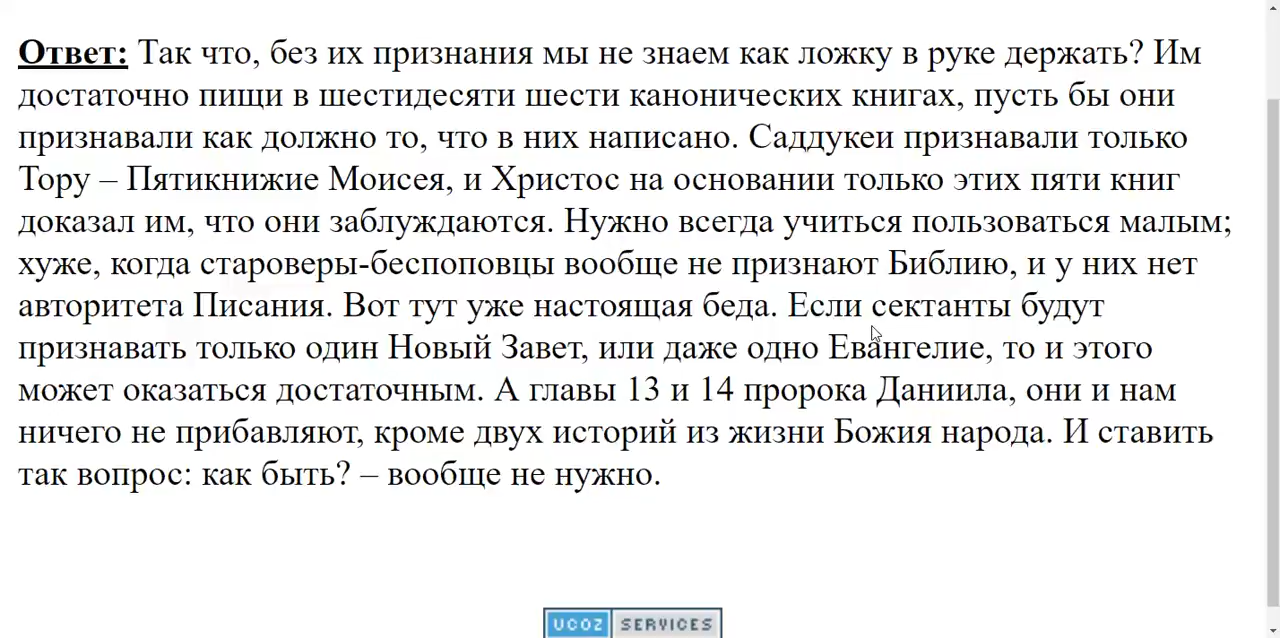 Ответ: Так что, без их признания мы не знаем как ложку в руке держать? Им
достаточно пищи в шестидесяти шести канонических книгах, пусть бы они
признавали как должно то, что в них написано. Саддукеи признавали только
Тору – Пятикнижие Моисея, и Христос на основании только этих пяти книг
доказал им, что они заблуждаются. Нужно всегда учиться пользоваться малым;
хуже, когда староверы-беспоповцы вообще не признают Библию, и у них нет
авторитета Писания. Вот тут уже настоящая беда. Если сектанты будут
признавать только один Новый Завет, или даже одно Евангелие, то и этого
может оказаться достаточным. А главы 13 и 14 пророка Даниила, они и нам
ничего не прибавляют, кроме двух историй из жизни Божия народа. И ставить
так вопрос: как быть? – вообще не нужно.
UCOZ SERVICES